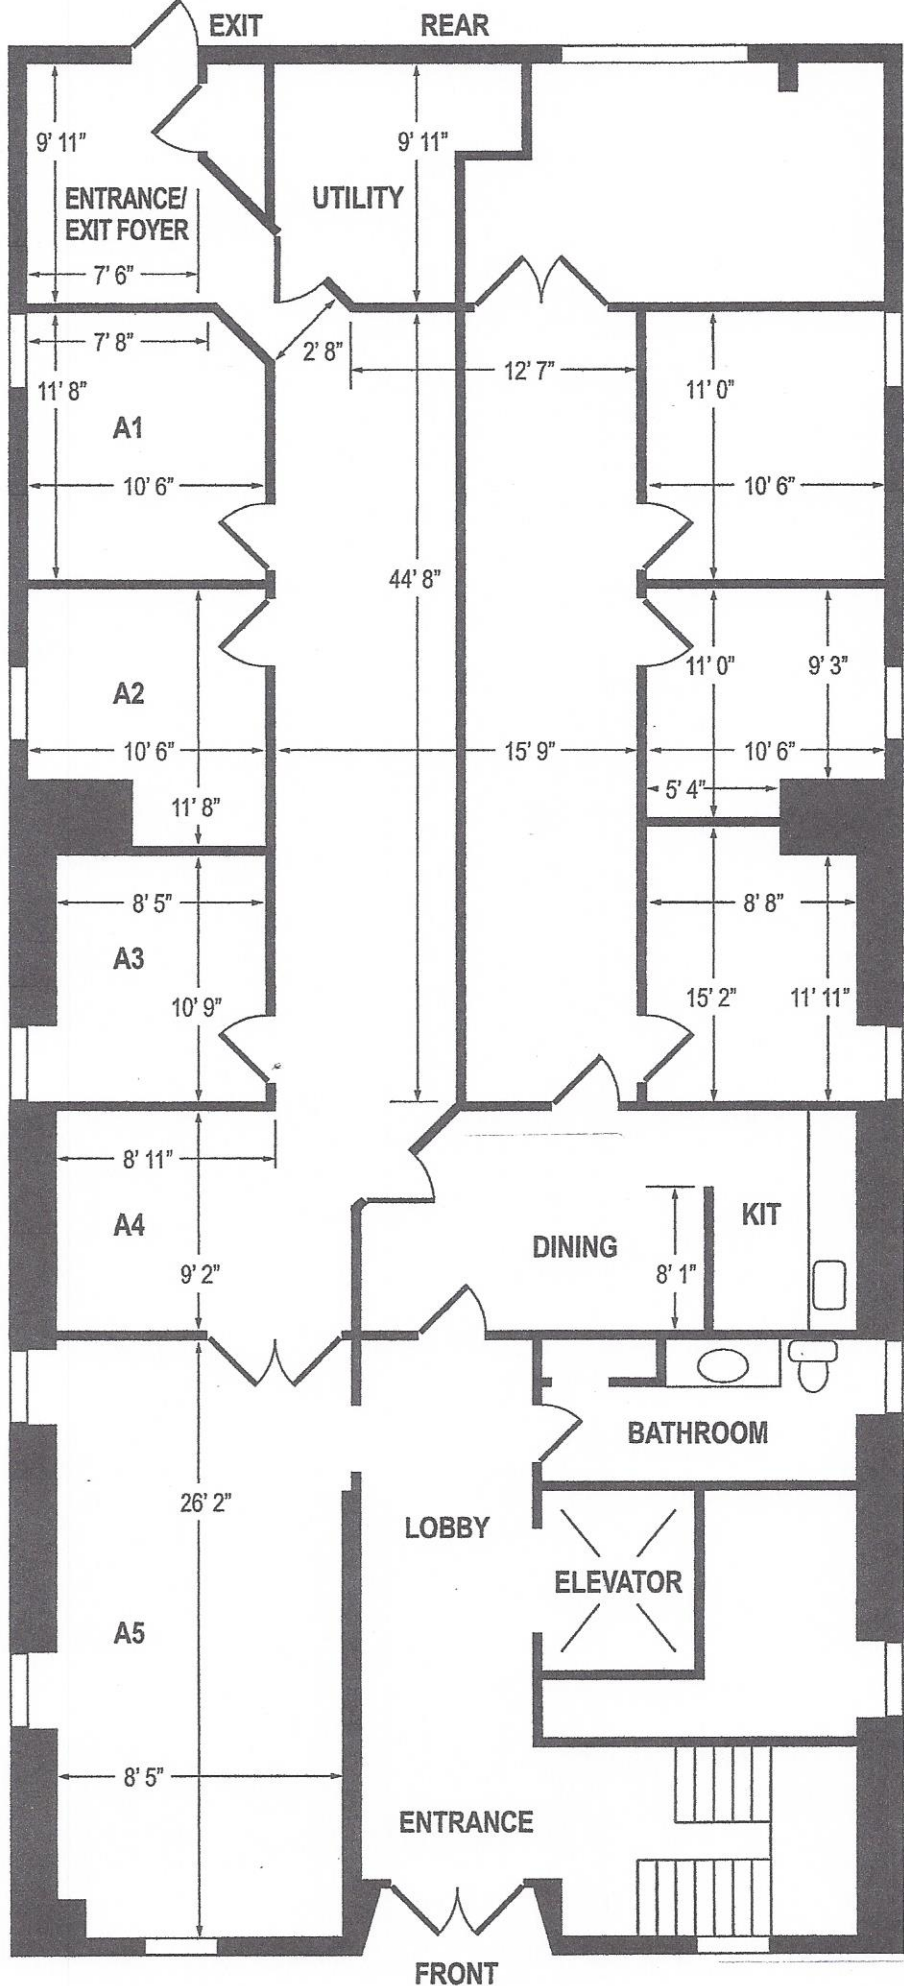 EXIT
REAR
9' 11”
9' 11”
ENTRANCE/
EXIT FOYER
UTILITY
7' 6”
7' 8”
2' 8”
12' 7”
11' 8”
11' 0”
A1
10' 6”
10' 6”
44' 8”
A2
11' 0”
9' 3”
10' 6”
15' 9”
10' 6”
5' 4”
11' 8”
8' 5”
8' 8”
A3
10' 9”
15' 2”
11' 11”
8' 11”
A4
KIT
DINING
9' 2”
8' 1”
BATHROOM
26' 2”
LOBBY
ELEVATOR
A5
8' 5”
ENTRANCE
FRONT